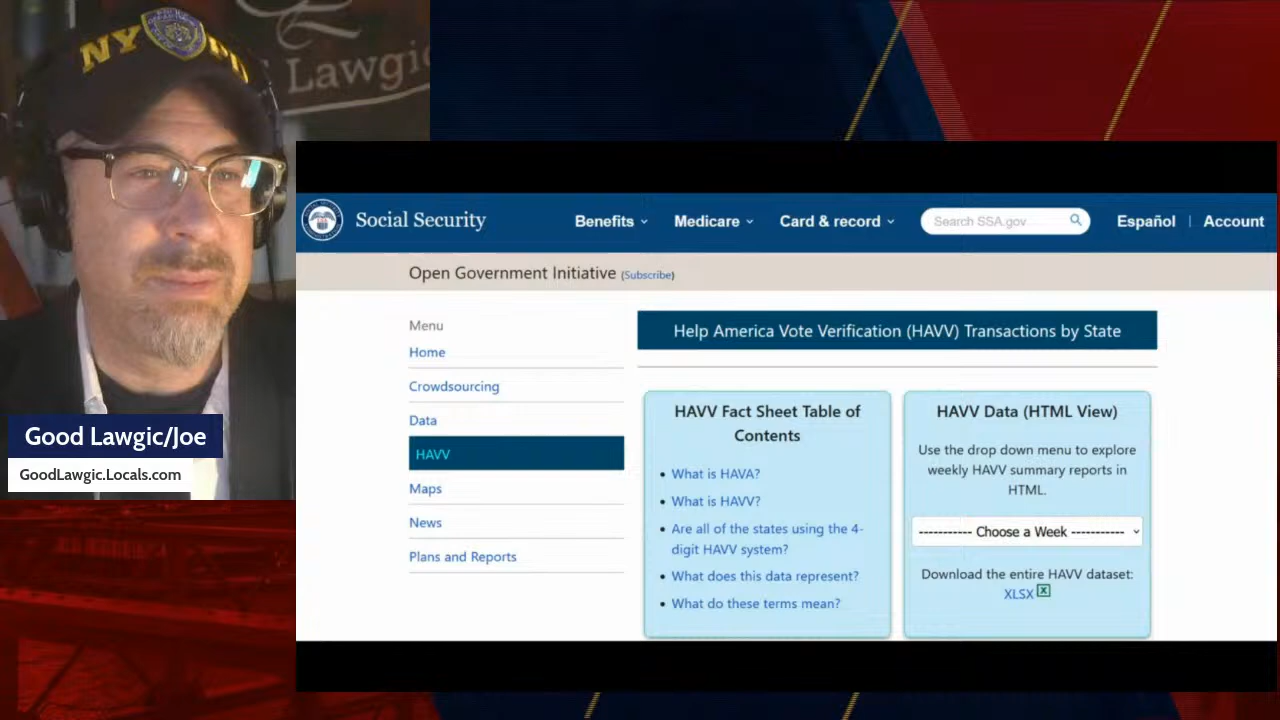 NY PD
Lawgic
Social Security
Benefits
Medicare
Card & record
Search SSA.gov
Español
Account
Open Government Initiative (Subscribe)
Menu
Home
Crowdsourcing
Data
HAVV
Maps
News
Plans and Reports
Help America Vote Verification (HAVV) Transactions by State
HAVV Fact Sheet Table of
Contents
What is HAVA?
What is HAVV?
Are all of the states using the 4-
digit HAVV system?
What does this data represent?
What do these terms mean?
HAVV Data (HTML View)
Use the drop down menu to explore
weekly HAVV summary reports in
HTML.
----------- Choose a Week -----------
Download the entire HAVV dataset:
XLSX
Good Lawgic/Joe
GoodLawgic.Locals.com